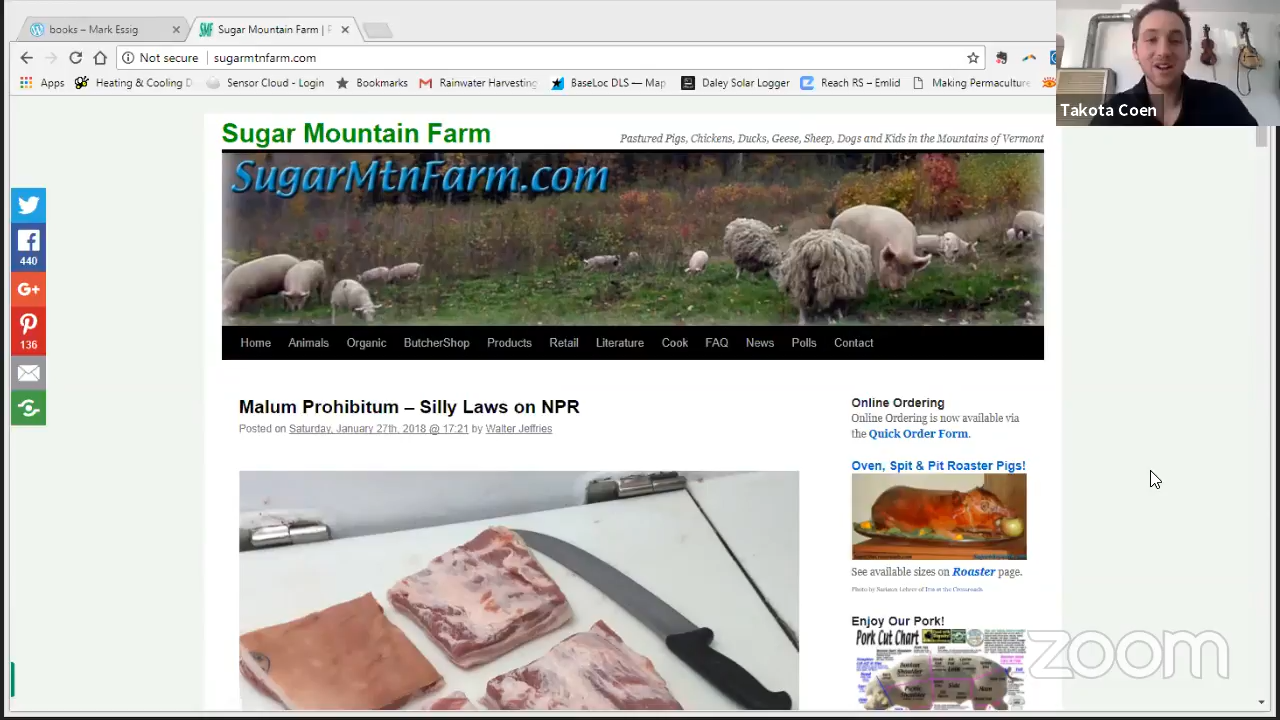 books – Mark Essig
SMF Sugar Mountain Farm | F
Not secure sugarmtnfarm.com
Apps Heating & Cooling D Sensor Cloud - Login Bookmarks Rainwater Harvesting BaseLoc DLS — Map Daley Solar Logger Reach RS – Emlid Making Permaculture
Takota Coen
Sugar Mountain Farm
Pastured Pigs, Chickens, Ducks, Geese, Sheep, Dogs and Kids in the Mountains of Vermont
SugarMtnFarm.com
440
G+
136
Home Animals Organic ButcherShop Products Retail Literature Cook FAQ News Polls Contact
Malum Prohibitum – Silly Laws on NPR
Posted on Saturday, January 27th, 2018 @ 17:21 by Walter Jeffries
Online Ordering
Online Ordering is now available via
the Quick Order Form.
Oven, Spit & Pit Roaster Pigs!
See available sizes on Roaster page.
Enjoy Our Pork!
Pork Cut Chart
zoom